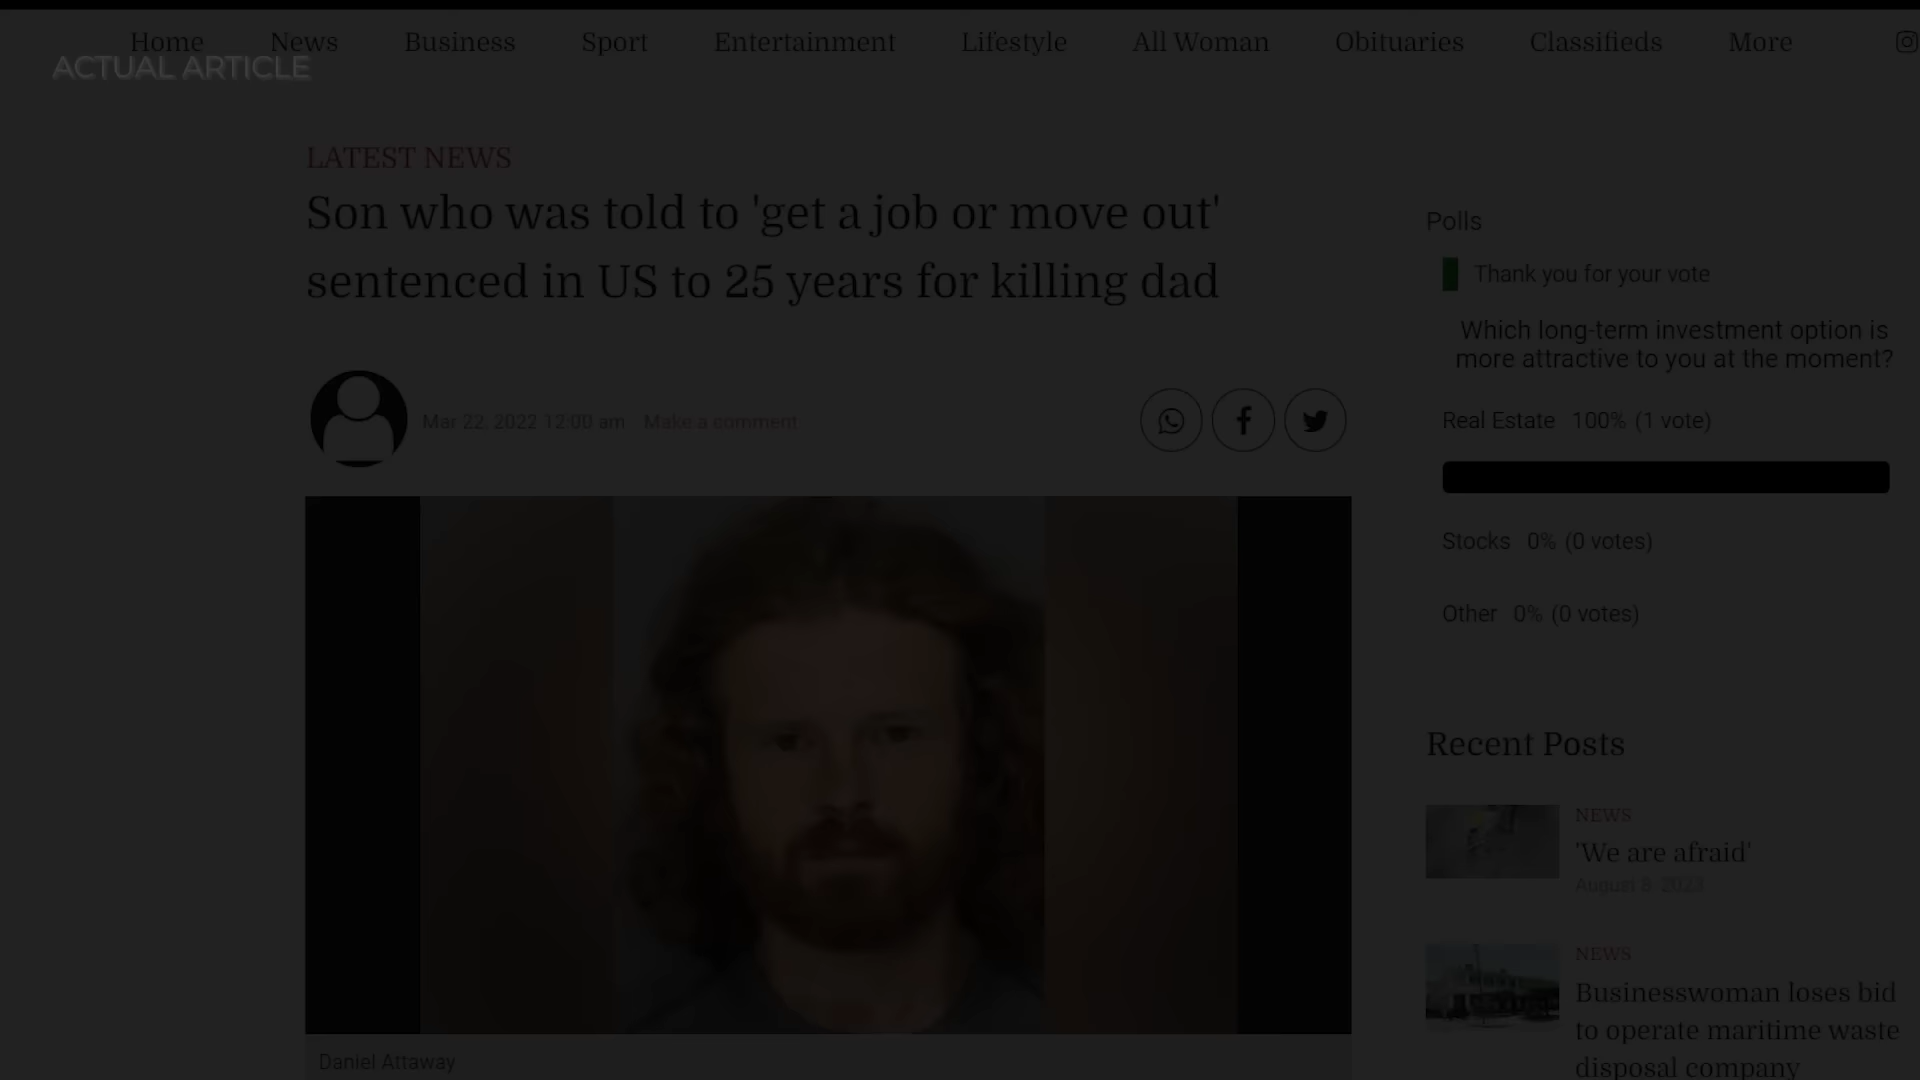 Home News Business Sport Entertainment Lifestyle All Woman Obituaries Classifieds More
ACTUAL ARTICLE
LATEST NEWS
Son who was told to 'get a job or move out'
sentenced in US to 25 years for killing dad
Mar 22, 2022 12:00 am Make a comment
Daniel Attaway
Polls
Thank you for your vote
Which long-term investment option is
more attractive to you at the moment?
Real Estate 100% (1 vote)
Stocks 0% (0 votes)
Other 0% (0 votes)
Recent Posts
NEWS
'We are afraid'
August 8, 2023
NEWS
Businesswoman loses bid
to operate maritime waste
disposal company